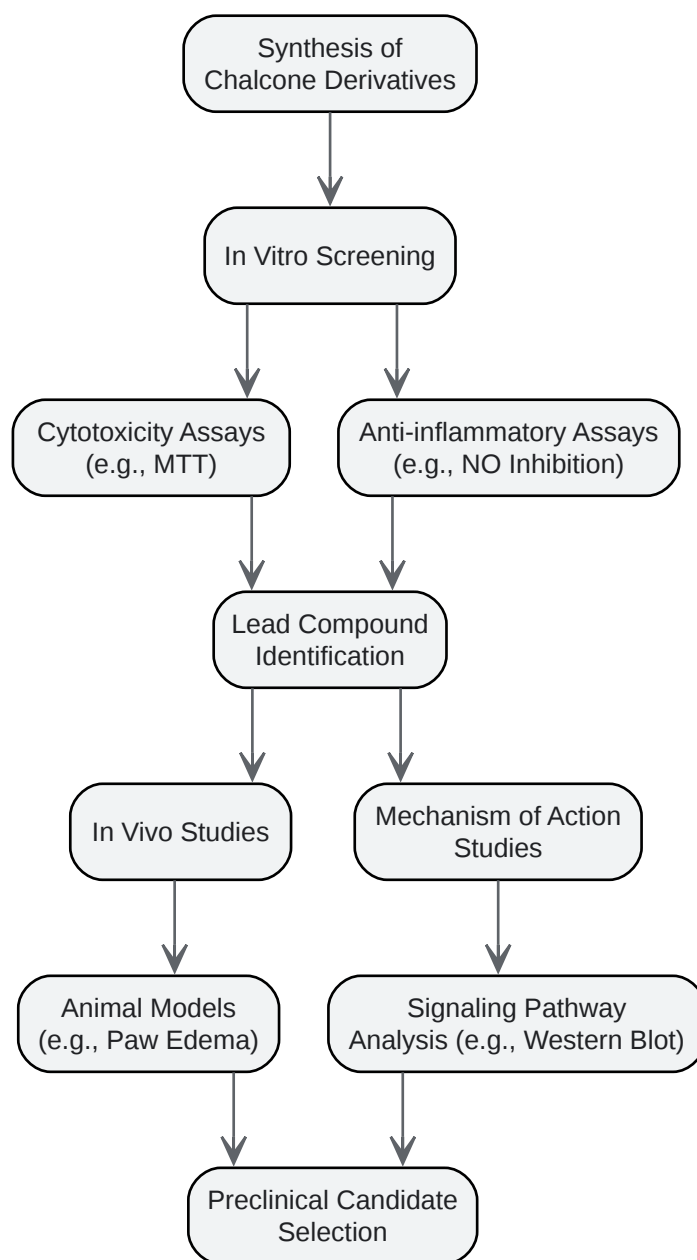 Synthesis of
Chalcone Derivatives
In Vitro Screening
Cytotoxicity Assays
(e.g., MTT)
Anti-inflammatory Assays
(e.g., NO Inhibition)
Lead Compound
Identification
In Vivo Studies
Mechanism of Action
Studies
Animal Models
(e.g., Paw Edema)
Signaling Pathway
Analysis (e.g., Western Blot)
Preclinical Candidate
Selection